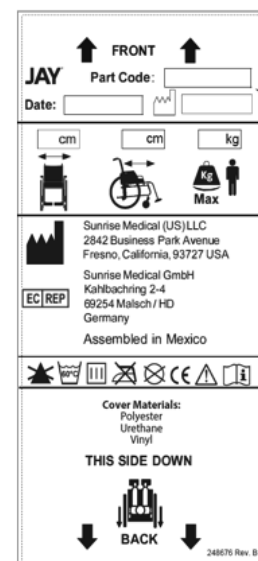 FRONT
JAY
Part Code:
Date:
cm cm kg
Kg
Max
Sunrise Medical (US) LLC
2842 Business Park Avenue
Fresno, California, 93727 USA
Sunrise Medical GmbH
Kahlbachring 2-4
EC REP
69254 Malsch / HD
Germany
Assembled in Mexico
60°C CE i
Cover Materials:
Polyester
Urethane
Vinyl
THIS SIDE DOWN
BACK
248676 Rev. B